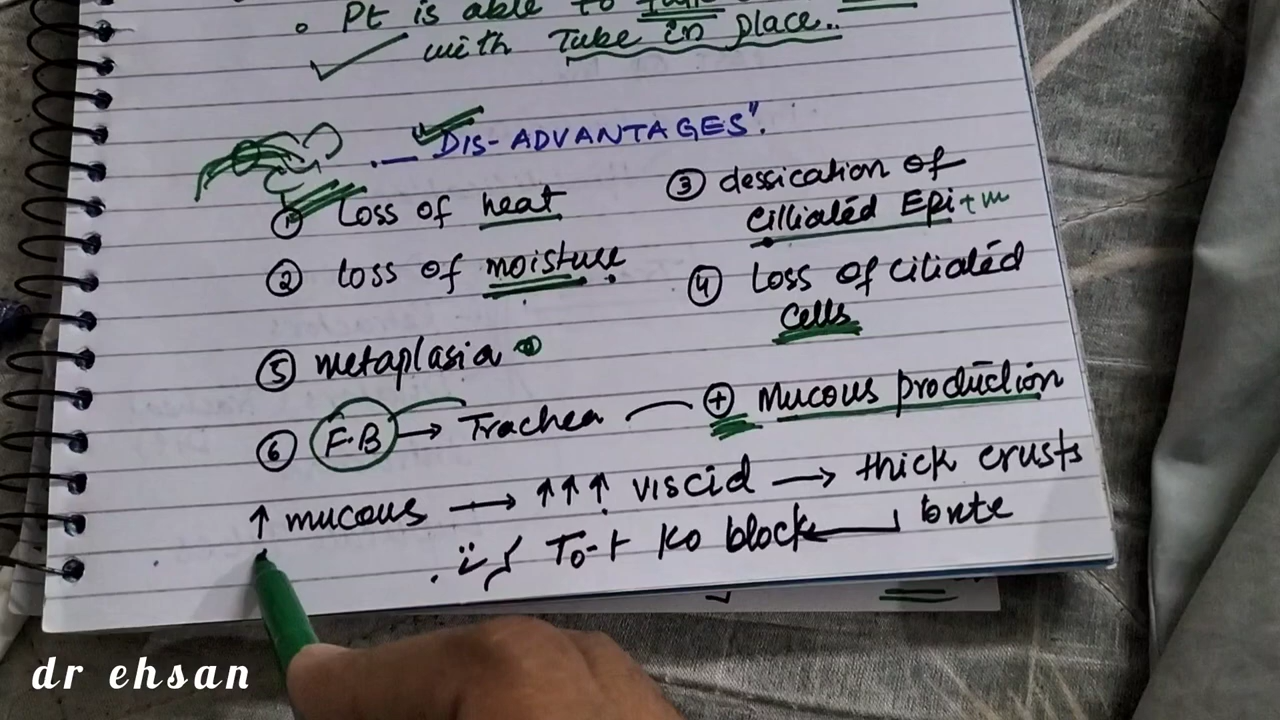 • Pt is able to talk
with Tube in place..
DIS-ADVANTAGES".
① Loss of heat
② loss of moisture
③ dessication of
cilliated Epi+m
④ Loss of ciliated
cells
⑤ metaplasia
⑥ F.B → Trachea — ⊕ Mucous production
↑ mucous → ↑↑↑ viscid → thick crusts
To-t ko block
dr ehsan